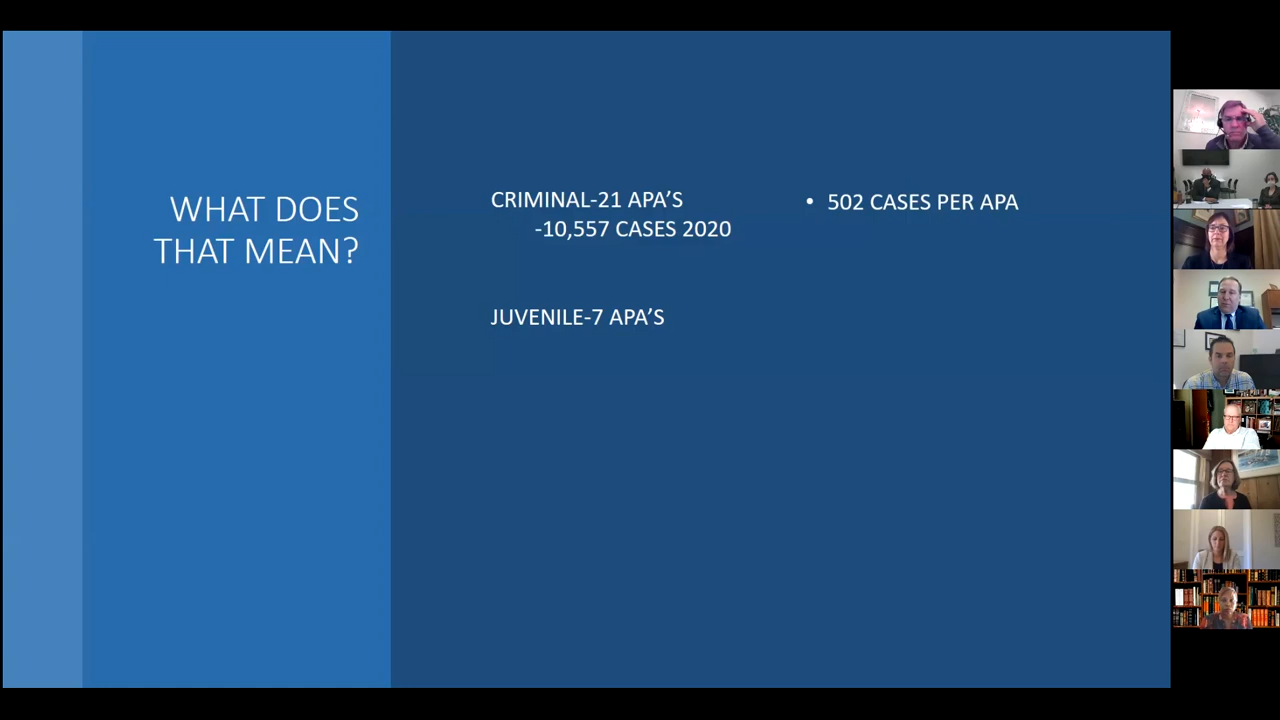 WHAT DOES
THAT MEAN?
CRIMINAL-21 APA’S
-10,557 CASES 2020
JUVENILE-7 APA’S
• 502 CASES PER APA